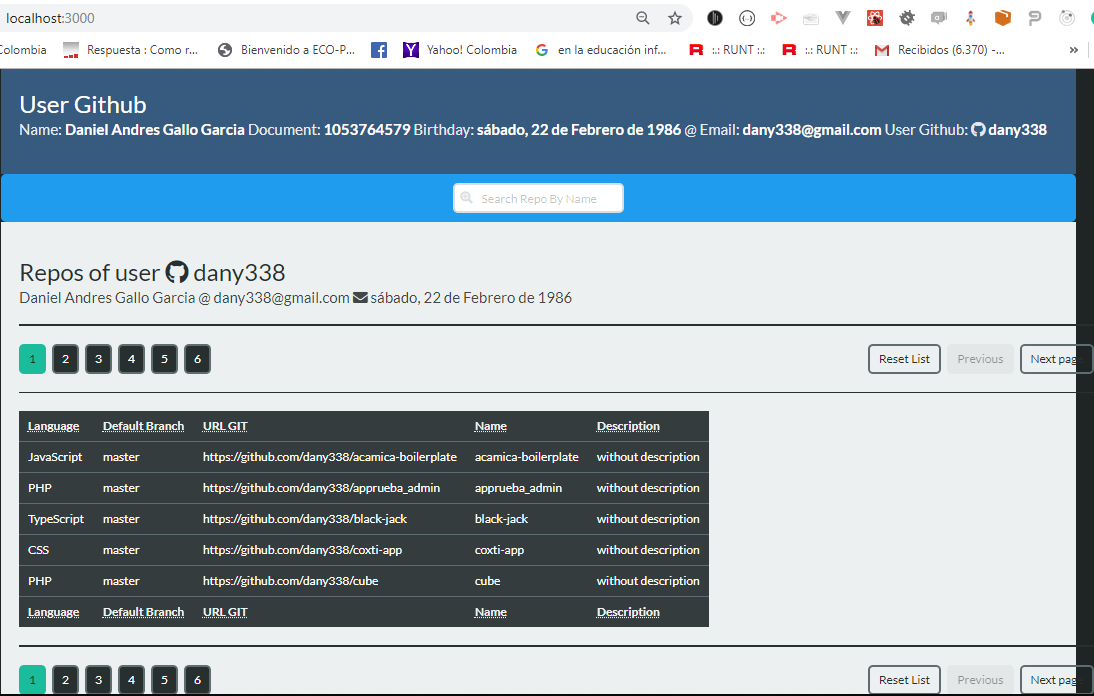 localhost:3000
Colombia Respuesta : Como r... Bienvenido a ECO-P... Yahoo! Colombia en la educación inf... .:: RUNT ::. .:: RUNT ::. Recibidos (6.370) -... »
User Github
Name: Daniel Andres Gallo Garcia Document: 1053764579 Birthday: sábado, 22 de Febrero de 1986 @ Email: dany338@gmail.com User Github: dany338
Search Repo By Name
Repos of user dany338
Daniel Andres Gallo Garcia @ dany338@gmail.com sábado, 22 de Febrero de 1986
1 2 3 4 5 6 Reset List Previous Next page
Language Default Branch URL GIT Name Description
JavaScript master https://github.com/dany338/acamica-boilerplate acamica-boilerplate without description
PHP master https://github.com/dany338/apprueba_admin apprueba_admin without description
TypeScript master https://github.com/dany338/black-jack black-jack without description
CSS master https://github.com/dany338/coxti-app coxti-app without description
PHP master https://github.com/dany338/cube cube without description
Language Default Branch URL GIT Name Description
1 2 3 4 5 6 Reset List Previous Next page